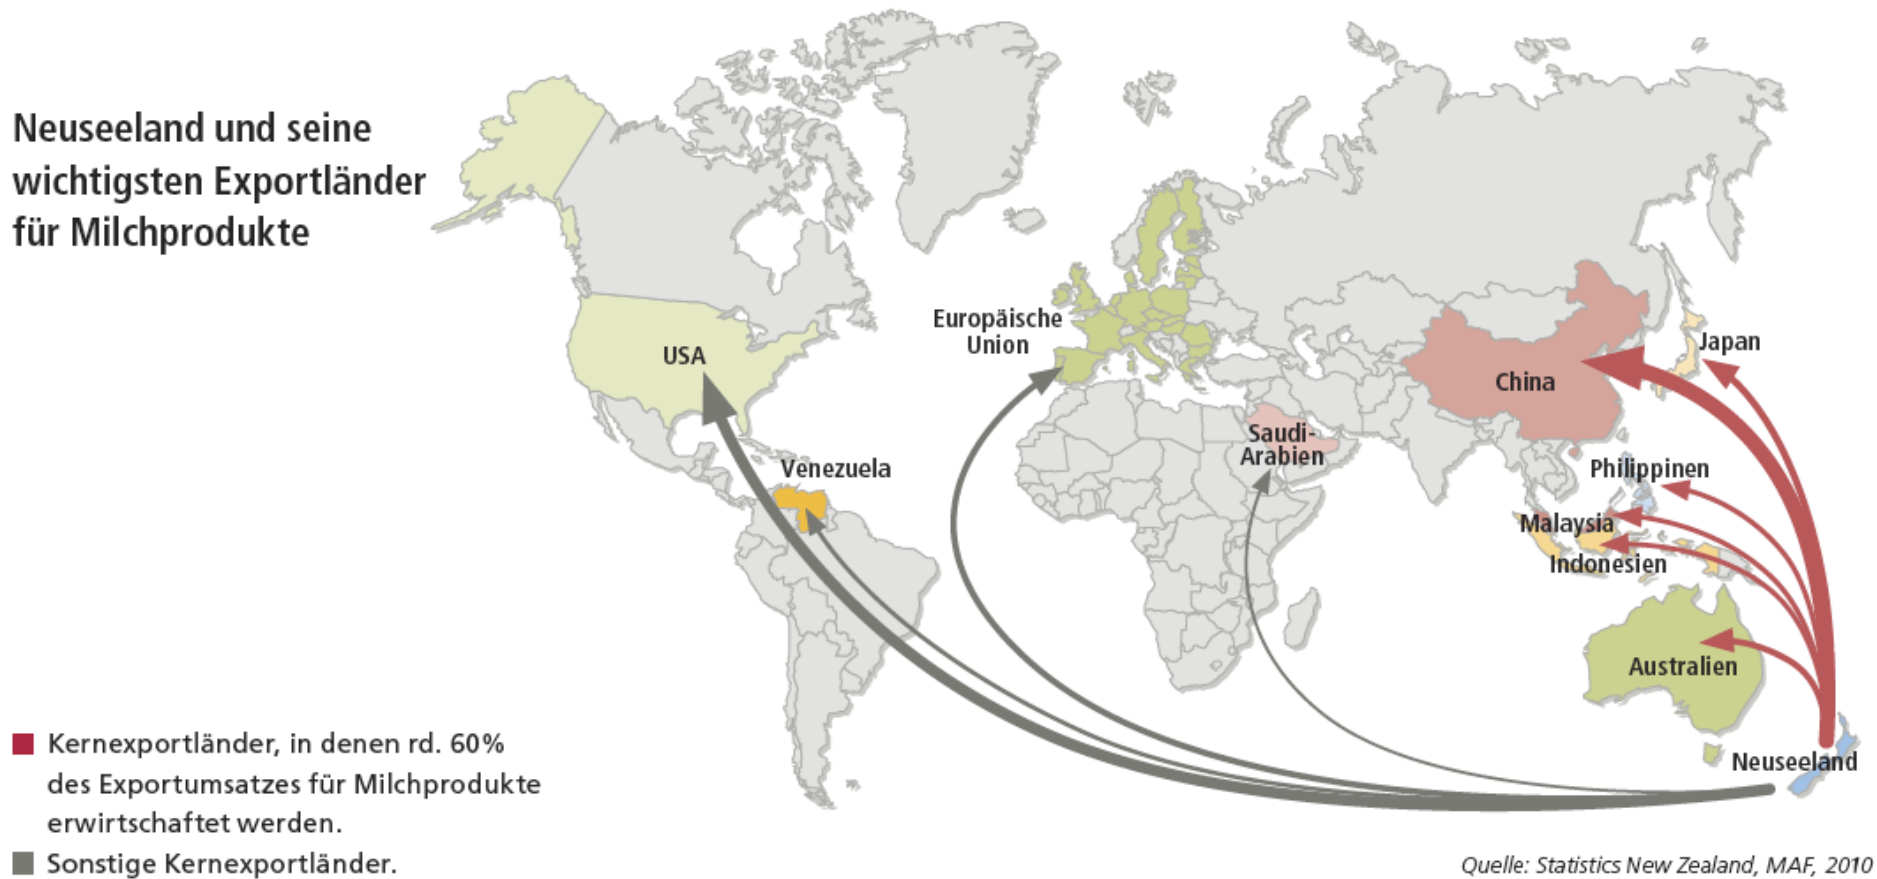 Neuseeland und seine
wichtigsten Exportländer
für Milchprodukte
Europäische
Union
USA
Japan
China
Saudi-
Arabien
Venezuela
Philippinen
Malaysia
Indonesien
Australien
Neuseeland
Kernexportländer, in denen rd. 60%
des Exportumsatzes für Milchprodukte
erwirtschaftet werden.
Sonstige Kernexportländer.
Quelle: Statistics New Zealand, MAF, 2010